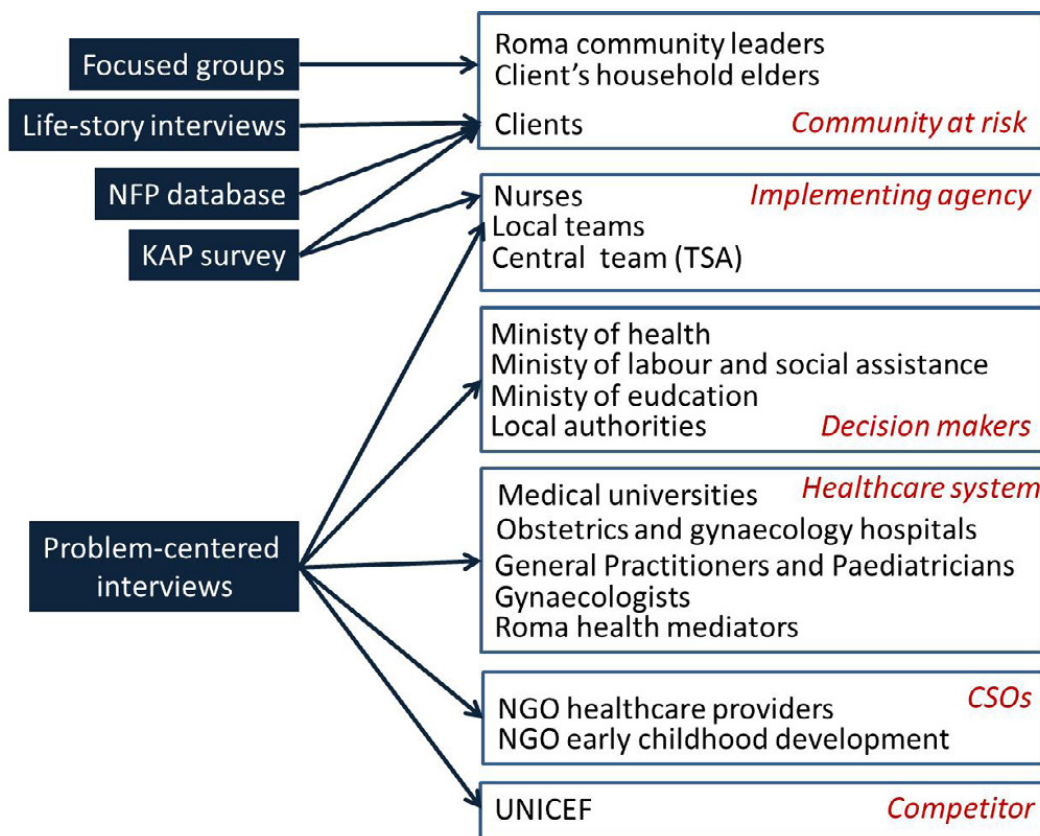 Focused groups
Life-story interviews
NFP database
KAP survey
Problem-centered
interviews
Roma community leaders
Client's household elders
Clients
Community at risk
Nurses
Implementing agency
Local teams
Central team (TSA)
Ministy of health
Ministry of labour and social assistance
Ministry of eudcation
Local authorities
Decision makers
Medical universities
Healthcare system
Obstetrics and gynaecology hospitals
General Practitioners and Paediatricians
Gynaecologists
Roma health mediators
CSOs
NGO healthcare providers
NGO early childhood development
UNICEF
Competitor